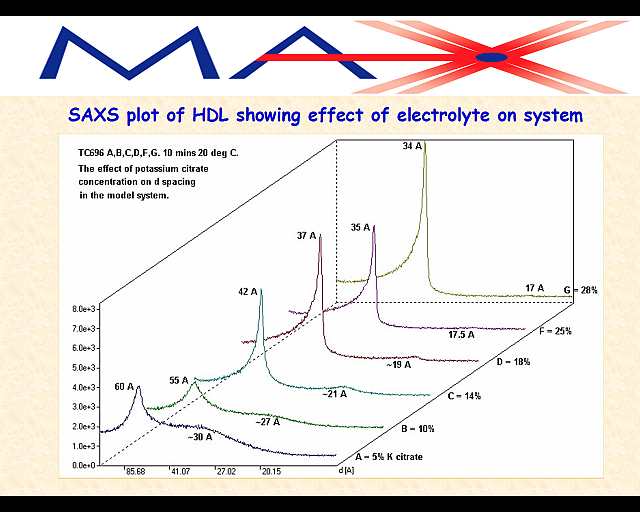 MAX
SAXS plot of HDL showing effect of electrolyte on system
TC696 A,B,C,D,F,G. 10 mins 20 deg C.
The effect of potassium citrate
concentration on d spacing
in the model system.
34 A
35 A
37 A
42 A
17 A
G = 28%
8.0e+3
7.0e+3
17.5 A
F = 25%
6.0e+3
5.0e+3
~19 A
D = 18%
60 A
55 A
4.0e+3
~21 A
C = 14%
3.0e+3
~27 A
B = 10%
2.0e+3
~30 A
1.0e+3
A = 5% K citrate
0.0e+0
85.68
41.07
27.02
20.15
d [A]